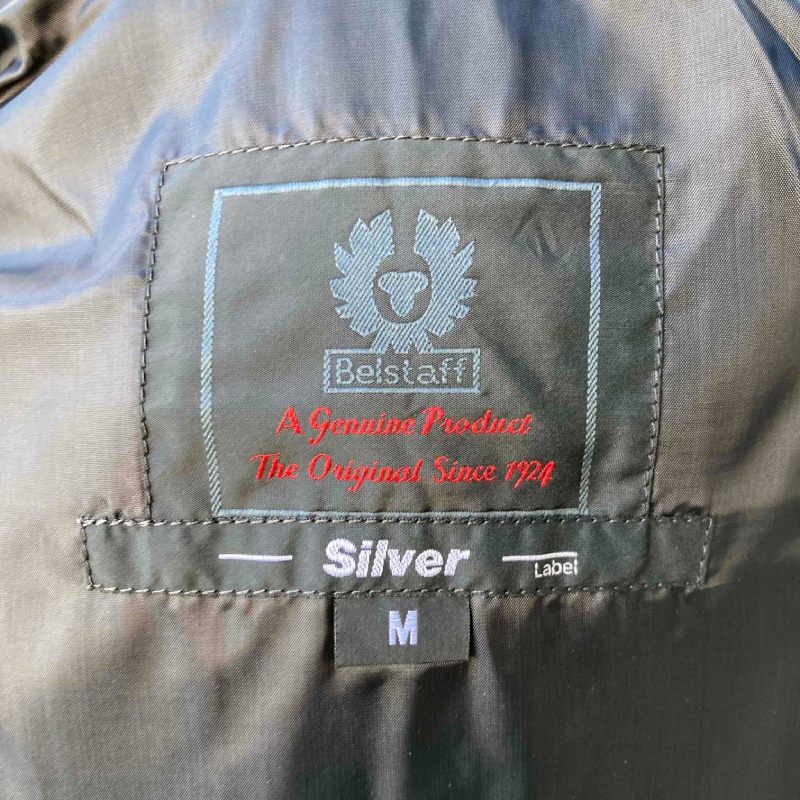 Belstaff
A Genuine Product
The Original Since 1924
Silver
Label
M